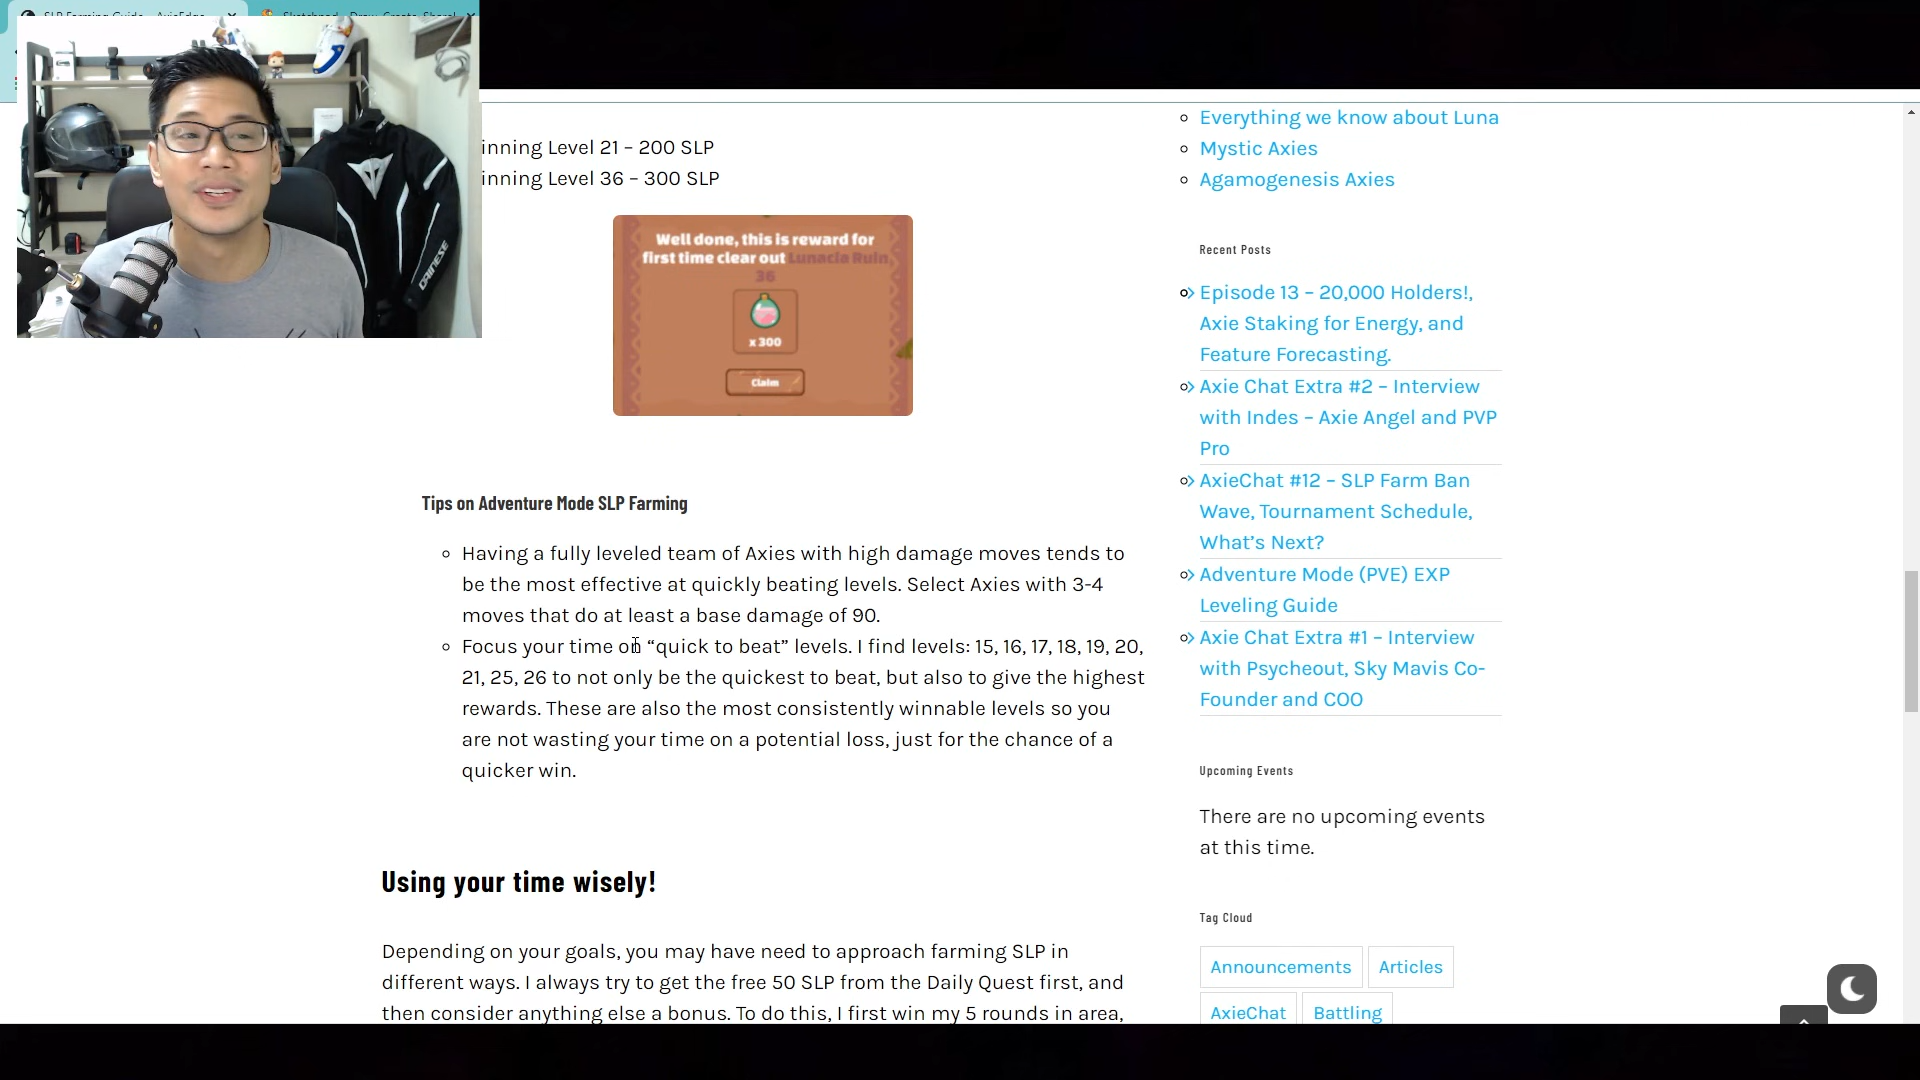 SLP Farming Guide - AxieEdge
Sketchpad - Draw, Create, Share!
inning Level 21 – 200 SLP
inning Level 36 – 300 SLP
Well done, this is reward for
first time clear out Lunacia Ruin
36
x 300
Claim
DAINESE
Tips on Adventure Mode SLP Farming
Having a fully leveled team of Axies with high damage moves tends to
be the most effective at quickly beating levels. Select Axies with 3-4
moves that do at least a base damage of 90.
Focus your time on “quick to beat” levels. I find levels: 15, 16, 17, 18, 19, 20,
21, 25, 26 to not only be the quickest to beat, but also to give the highest
rewards. These are also the most consistently winnable levels so you
are not wasting your time on a potential loss, just for the chance of a
quicker win.
Using your time wisely!
Depending on your goals, you may have need to approach farming SLP in
different ways. I always try to get the free 50 SLP from the Daily Quest first, and
then consider anything else a bonus. To do this, I first win my 5 rounds in area,
Everything we know about Luna
Mystic Axies
Agamogenesis Axies
Recent Posts
Episode 13 – 20,000 Holders!,
Axie Staking for Energy, and
Feature Forecasting.
Axie Chat Extra #2 – Interview
with Indes – Axie Angel and PVP
Pro
AxieChat #12 – SLP Farm Ban
Wave, Tournament Schedule,
What’s Next?
Adventure Mode (PVE) EXP
Leveling Guide
Axie Chat Extra #1 – Interview
with Psycheout, Sky Mavis Co-
Founder and COO
Upcoming Events
There are no upcoming events
at this time.
Tag Cloud
Announcements Articles
AxieChat Battling